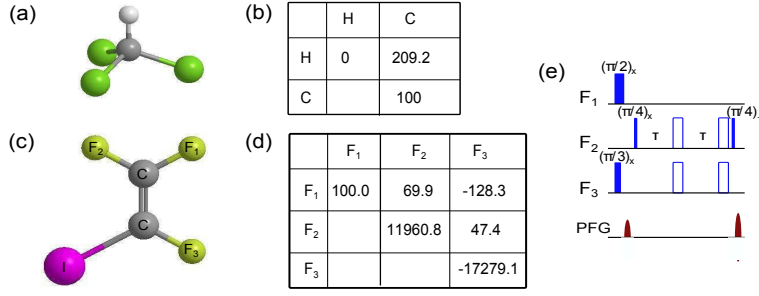 (a)
(b)
H C
H 0 209.2
C 100
(c)
F₂ F₁
C
C
F₃
I
(d)
F₁ F₂ F₃
F₁ 100.0 69.9 -128.3
F₂ 11960.8 47.4
F₃ -17279.1
(e)
(π/2)ₓ
F₁
(π/4)ₓ (π/4)
F₂ τ τ
(π/3)ₓ
F₃
PFG